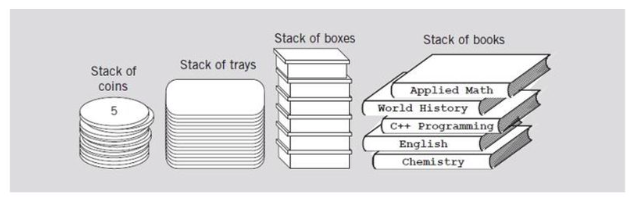 Stack of
coins
Stack of trays
Stack of boxes
Stack of books
5
Applied Math
World History
C++ Programming
English
Chemistry